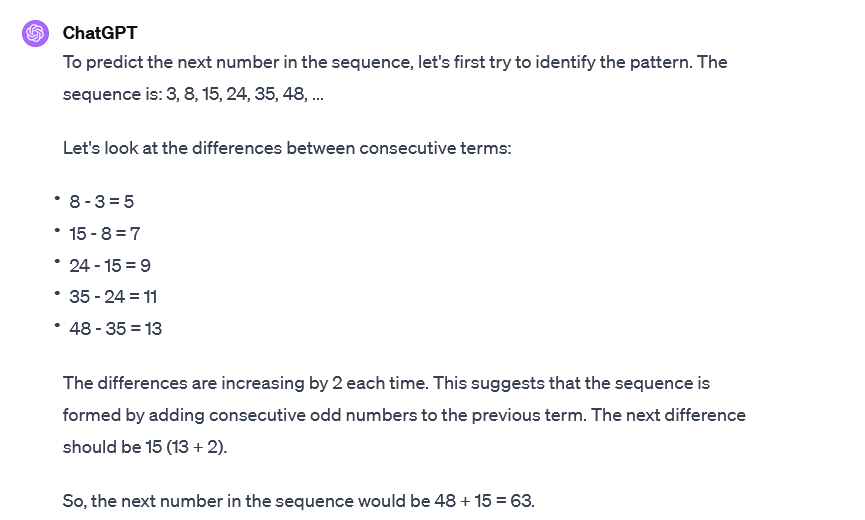 ChatGPT
To predict the next number in the sequence, let's first try to identify the pattern. The
sequence is: 3, 8, 15, 24, 35, 48, ...
Let's look at the differences between consecutive terms:
• 8 - 3 = 5
• 15 - 8 = 7
• 24 - 15 = 9
• 35 - 24 = 11
• 48 - 35 = 13
The differences are increasing by 2 each time. This suggests that the sequence is
formed by adding consecutive odd numbers to the previous term. The next difference
should be 15 (13 + 2).
So, the next number in the sequence would be 48 + 15 = 63.